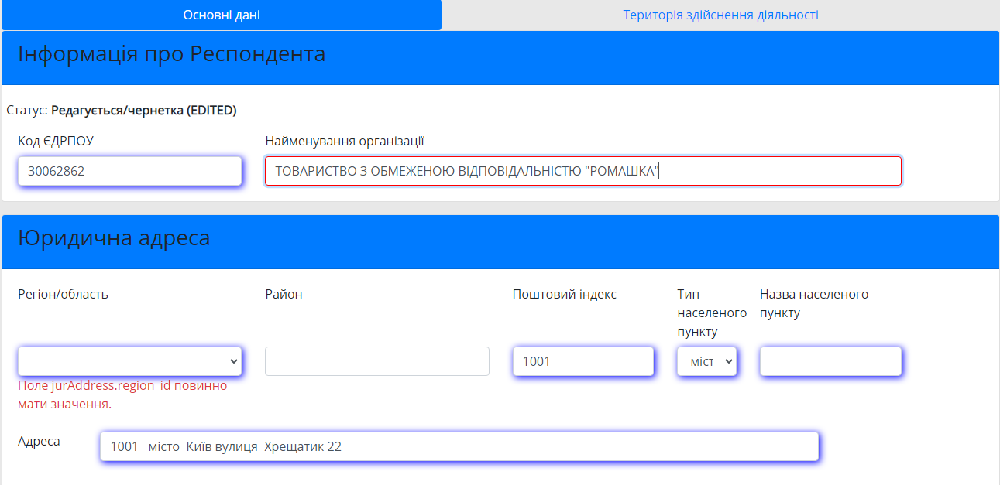 Основні дані
Територія здійснення діяльності
Інформація про Респондента
Статус: Редагується/чернетка (EDITED)
Код ЄДРПОУ
Найменування організації
30062862
ТОВАРИСТВО З ОБМЕЖЕНОЮ ВІДПОВІДАЛЬНІСТЮ "РОМАШКА"
Юридична адреса
Регіон/область
Район
Поштовий індекс
Тип
населеного
пункту
Назва населеного
пункту
1001
міст
Поле jurAddress.region_id повинно
мати значення.
Адреса
1001 місто Київ вулиця Хрещатик 22